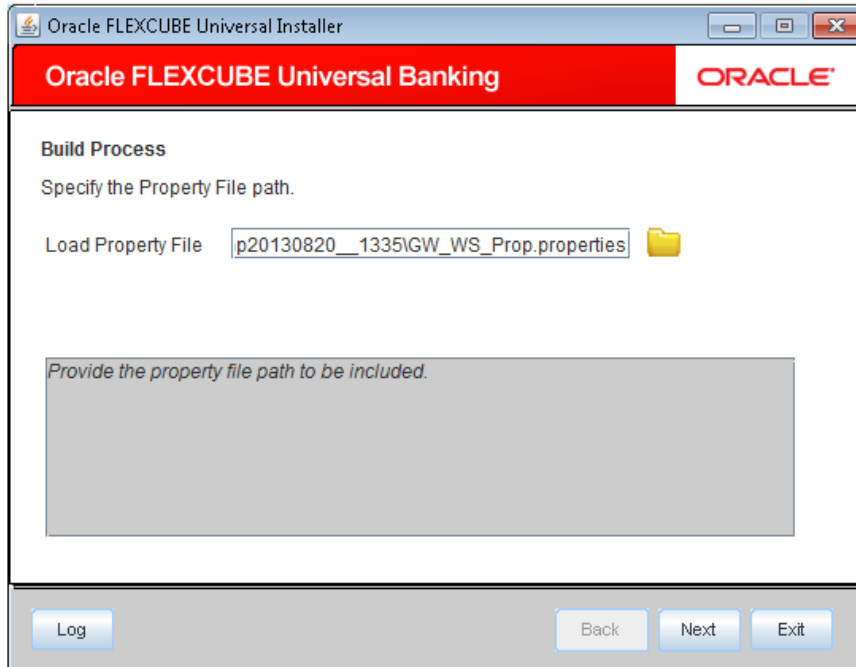 Oracle FLEXCUBE Universal Installer
Oracle FLEXCUBE Universal Banking
ORACLE
Build Process
Specify the Property File path.
Load Property File p20130820__1335\GW_WS_Prop.properties
Provide the property file path to be included.
Log Back Next Exit